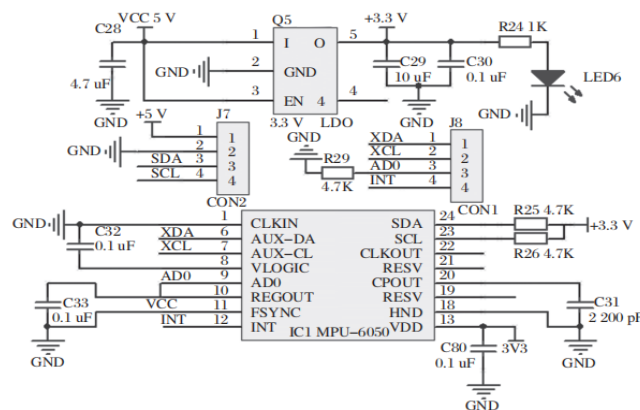 VCC 5 V
Q5
+3.3 V
R24 1K
C28
4.7 uF
GND
1
I
O
5
GND
2
GND
3
EN
4
4
3.3 V
LDO
C29
10 uF
C30
0.1 uF
GND
LED6
GND
J7
+5 V
GND
SDA
SCL
1
2
3
4
1
2
3
4
CON2
GND
R29
4.7K
J8
XDA
XCL
AD0
INT
1
2
3
4
1
2
3
4
CON1
GND
C32
0.1 uF
XDA
XCL
AD0
C33
0.1 uF
VCC
INT
GND
1 CLKIN
6 AUX-DA
7 AUX-CL
8 VLOGIC
9 AD0
10 REGOUT
11 FSYNC
12 INT
SDA 24
SCL 23
CLKOUT 22
RESV 21
CPOUT 20
RESV 19
HND 18
VDD 13
IC1 MPU-6050
R25 4.7K
R26 4.7K
+3.3 V
C31
2 200 pF
GND
C80
0.1 uF
3V3
GND